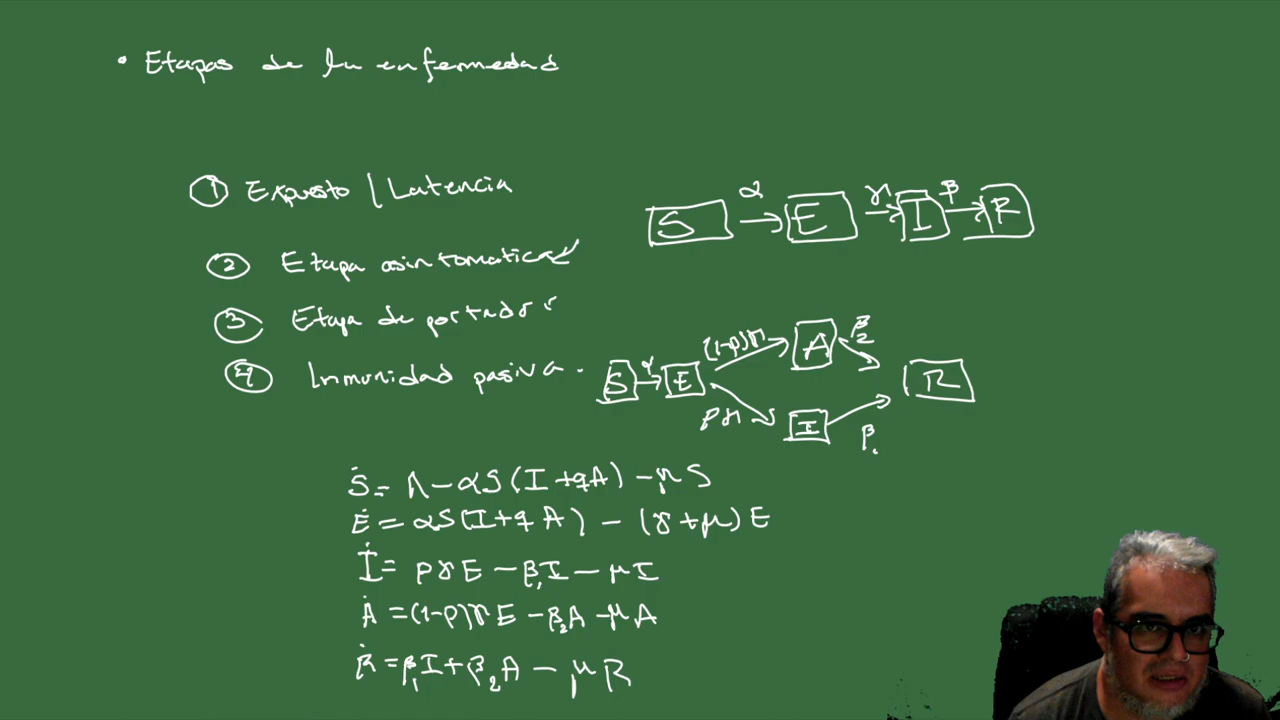 • Etapas de la enfermedad
① Expuesto / Latencia
S α→ E γ→ I β→ R
② Etapa asintomatica
③ Etapa de portador
④ Inmunidad pasiva
S α→ E
(1-p)γ A β2
R
pγ I β1
Ṡ = Λ - αS(I + qA) - μS
Ė = αS(I + qA) - (γ + μ)E
İ = pγE - β1I - μI
Ȧ = (1-p)γE - β2A - μA
Ṙ = β1I + β2A - μR